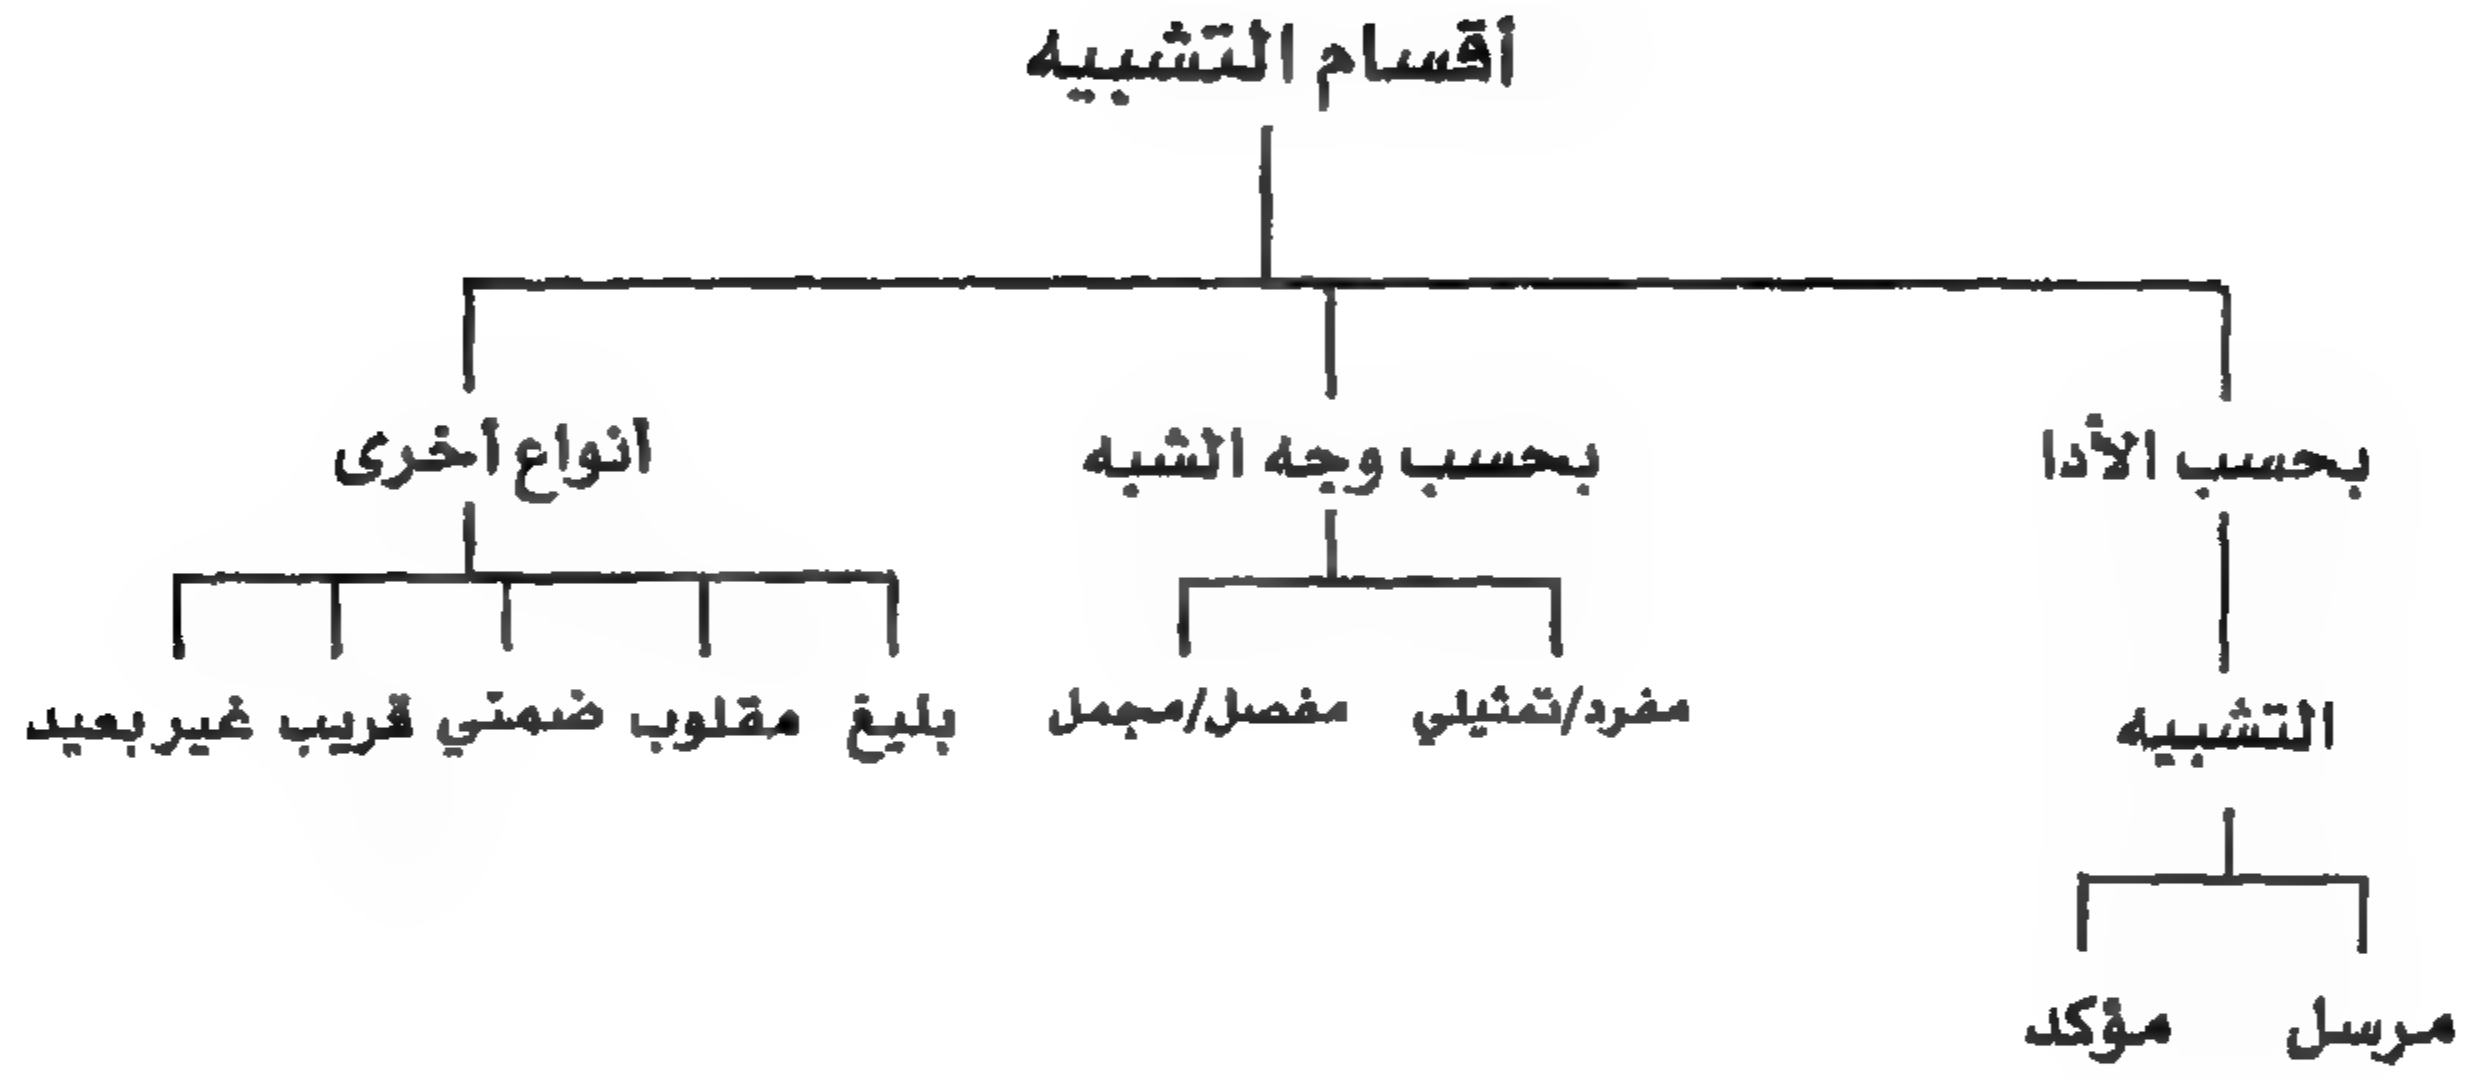 أقسام التشبيه
بحسب الأدا بحسب وجه الشبه أنواع أخرى
التشبيه مفرد/تمثيلي مفصل/مجمل بليغ مقلوب ضمني قريب غير بعيد
مرسل مؤكد